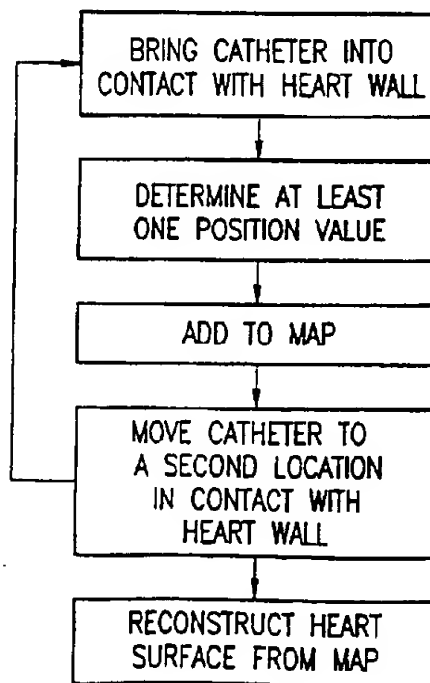 BRING CATHETER INTO
CONTACT WITH HEART WALL
DETERMINE AT LEAST
ONE POSITION VALUE
ADD TO MAP
MOVE CATHETER TO
A SECOND LOCATION
IN CONTACT WITH
HEART WALL
RECONSTRUCT HEART
SURFACE FROM MAP